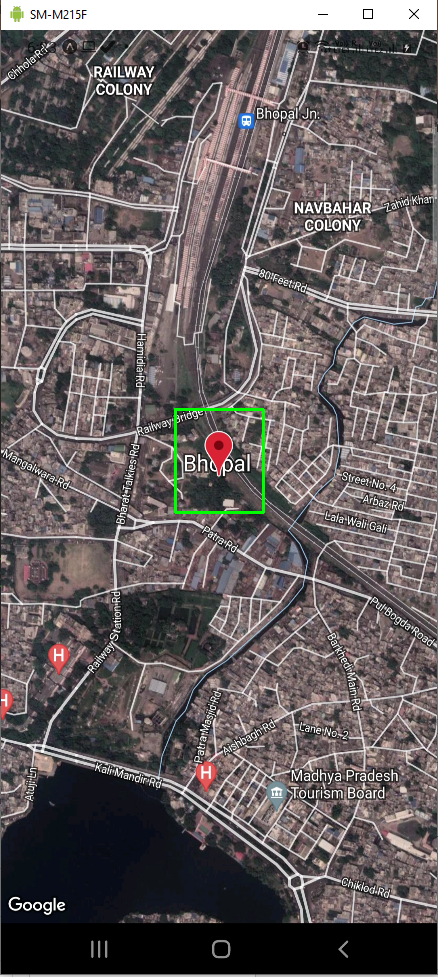 SM-M215F
Chhola Rd
RAILWAY
COLONY
Bhopal Jn.
NAVBAHAR
COLONY
Zahid Khan
80 Feet Rd
Hamidia Rd
Railway Bridge
Bhopal
Mangalwara Rd
Bharat Talkies Rd
Street No. 4
Arbaz Rd
Lala Wali Gali
Patra Rd
Pul Bogda Road
Railway Station Rd
Barkhedi Main Rd
H
H
Patra Masjid Rd
Aishbagh Rd
Lane No. 2
Kali Mandir Rd
Atuji Ln
H
Madhya Pradesh
Tourism Board
Chiklod Rd
Google